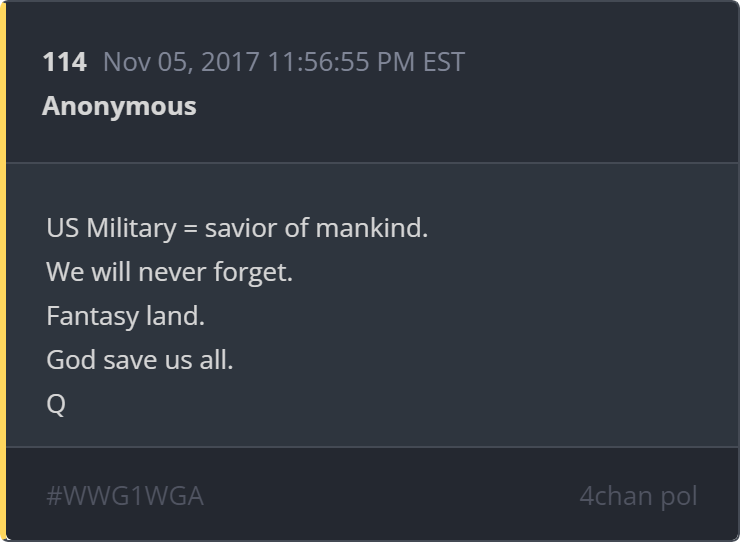 114 Nov 05, 2017 11:56:55 PM EST
Anonymous
US Military = savior of mankind.
We will never forget.
Fantasy land.
God save us all.
Q
#WWG1WGA 4chan pol